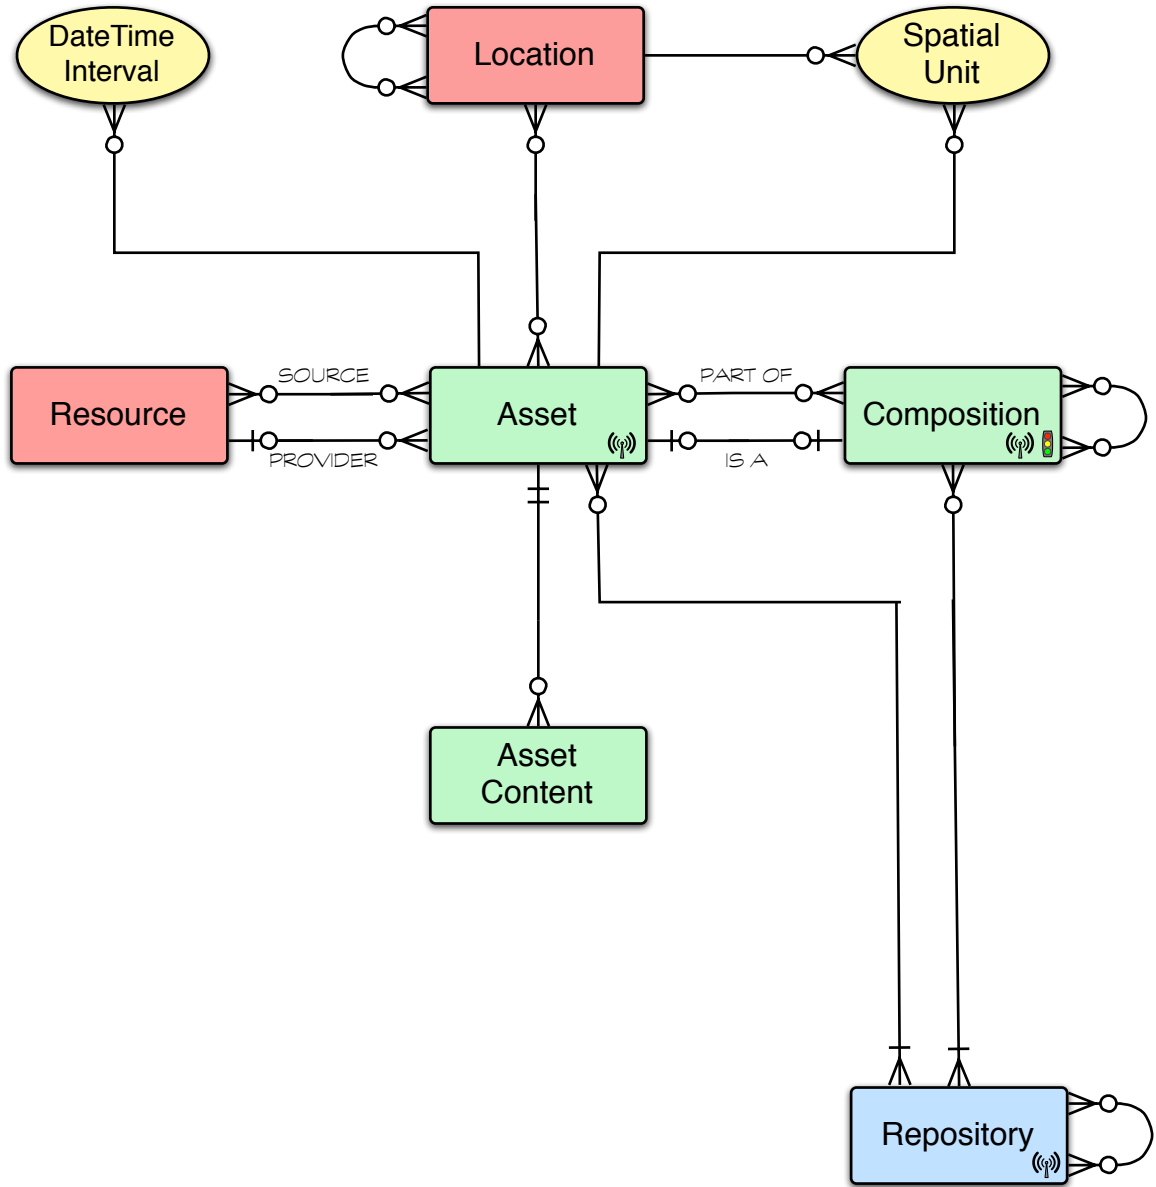 DateTime
Interval
Location
Spatial
Unit
Resource
SOURCE
PROVIDER
Asset
PART OF
IS A
Composition
Asset
Content
Repository